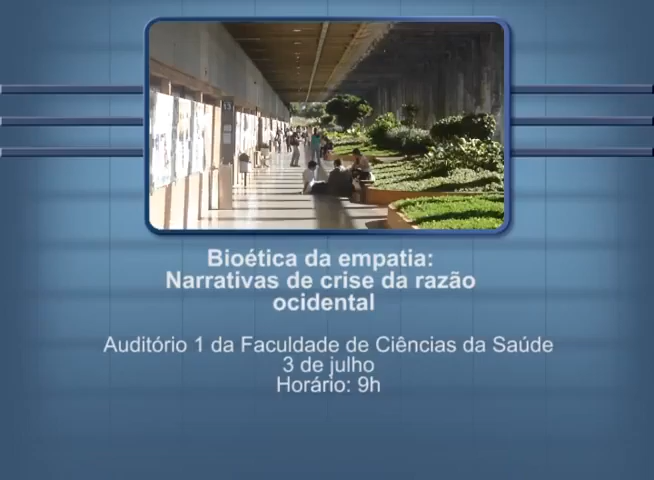 Bioética da empatia:
Narrativas de crise da razão
ocidental
Auditório 1 da Faculdade de Ciências da Saúde
3 de julho
Horário: 9h